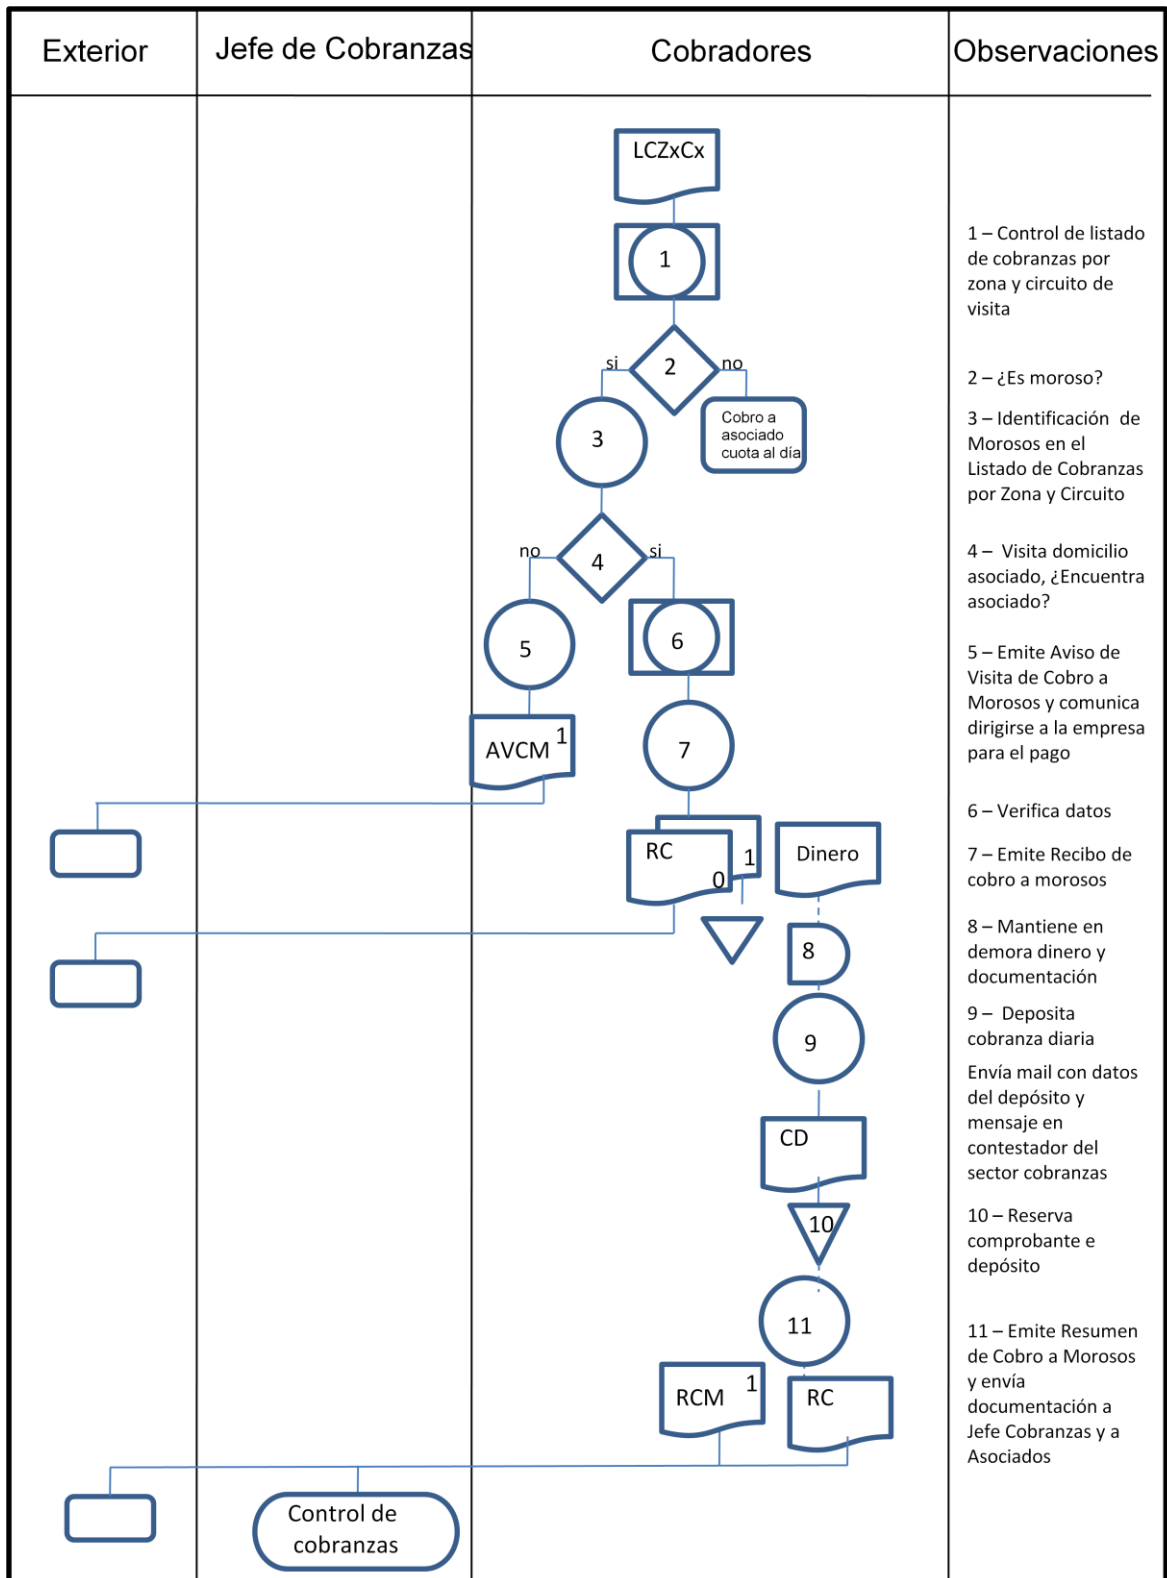 Exterior
Jefe de Cobranzas
Cobradores
Observaciones
LCZxCx
1
2
si
no
3
Cobro a
asociado
cuota al día
4
no
si
5
6
AVCM
1
7
RC
0
1
Dinero
8
9
CD
10
11
RCM
1
RC
Control de
cobranzas
1 – Control de listado
de cobranzas por
zona y circuito de
visita
2 – ¿Es moroso?
3 – Identificación de
Morosos en el
Listado de Cobranzas
por Zona y Circuito
4 – Visita domicilio
asociado, ¿Encuentra
asociado?
5 – Emite Aviso de
Visita de Cobro a
Morosos y comunica
dirigirse a la empresa
para el pago
6 – Verifica datos
7 – Emite Recibo de
cobro a morosos
8 – Mantiene en
demora dinero y
documentación
9 – Deposita
cobranza diaria
Envía mail con datos
del depósito y
mensaje en
contestador del
sector cobranzas
10 – Reserva
comprobante e
depósito
11 – Emite Resumen
de Cobro a Morosos
y envía
documentación a
Jefe Cobranzas y a
Asociados